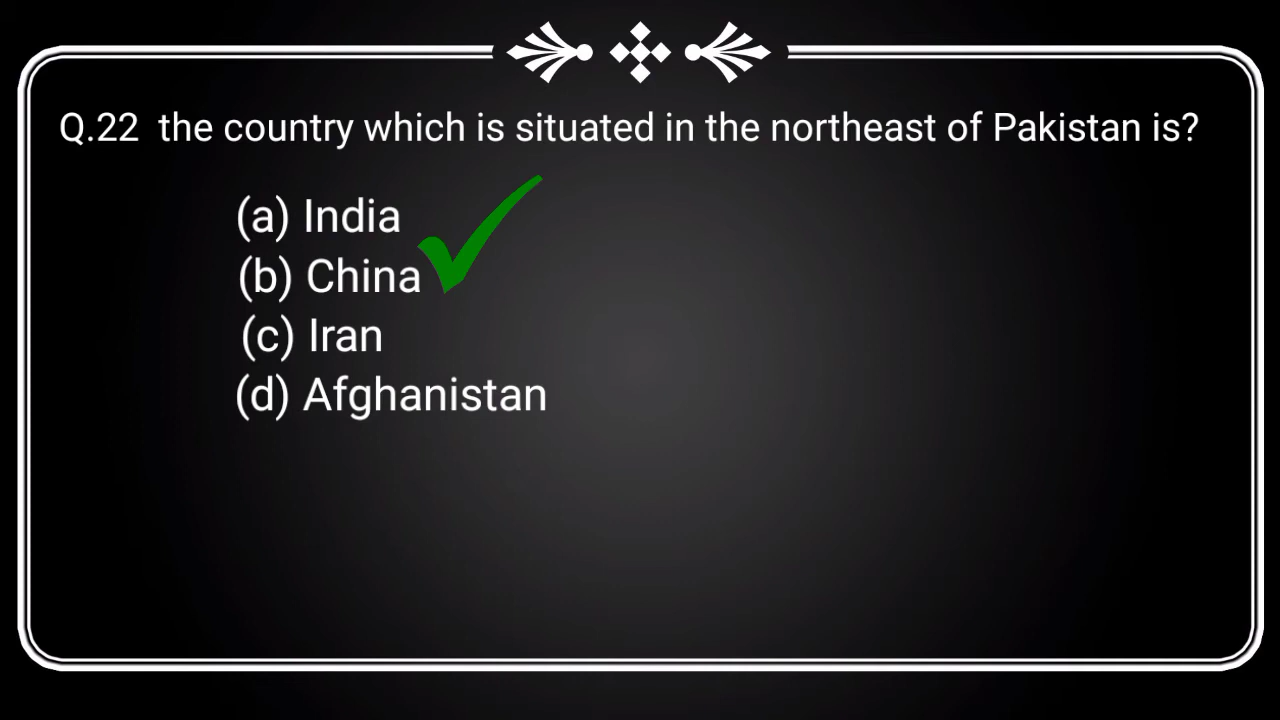 Q.22 the country which is situated in the northeast of Pakistan is?
(a) India
(b) China
(c) Iran
(d) Afghanistan